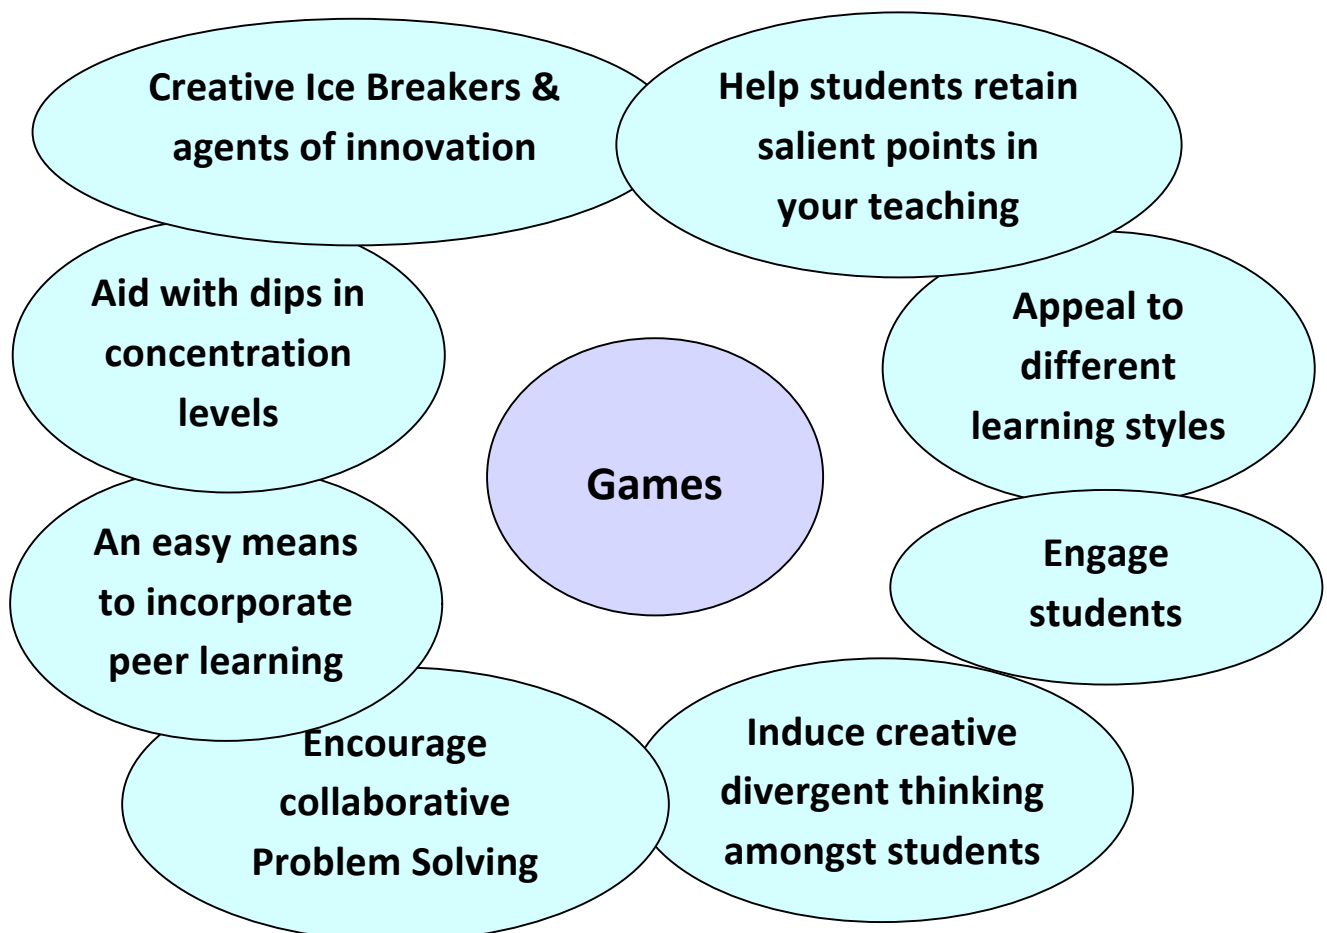 Creative Ice Breakers &
agents of innovation
Help students retain
salient points in
your teaching
Aid with dips in
concentration
levels
Appeal to
different
learning styles
Games
An easy means
to incorporate
peer learning
Engage
students
Encourage
collaborative
Problem Solving
Induce creative
divergent thinking
amongst students